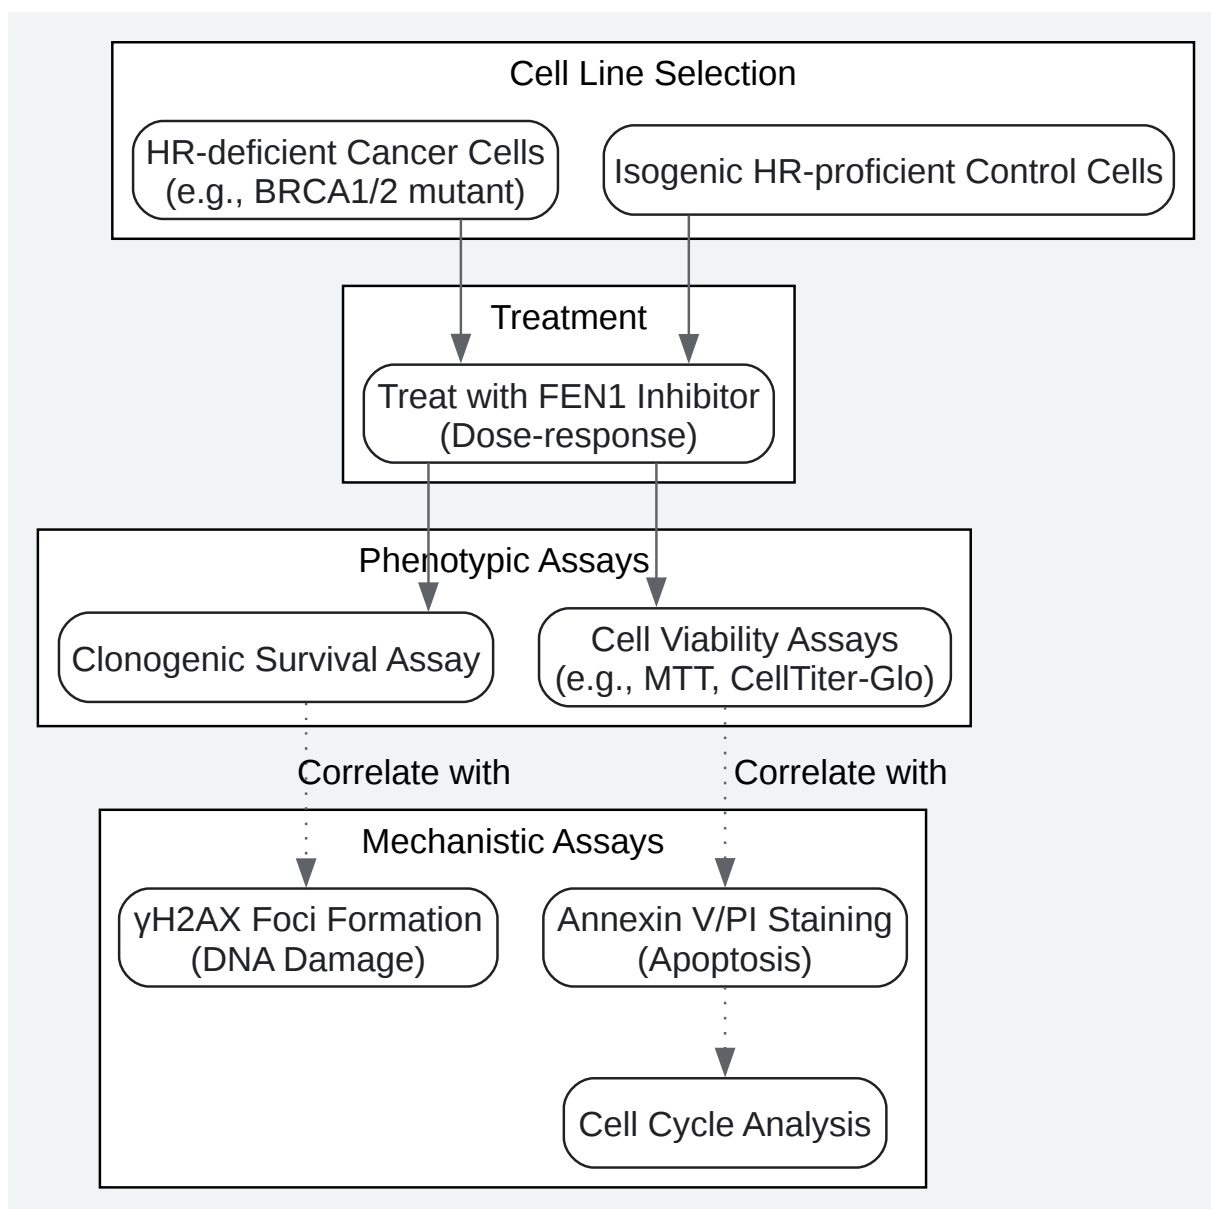 Cell Line Selection
HR-deficient Cancer Cells
(e.g., BRCA1/2 mutant)
Isogenic HR-proficient Control Cells
Treatment
Treat with FEN1 Inhibitor
(Dose-response)
Phenotypic Assays
Clonogenic Survival Assay
Cell Viability Assays
(e.g., MTT, CellTiter-Glo)
Correlate with
Correlate with
Mechanistic Assays
γH2AX Foci Formation
(DNA Damage)
Annexin V/PI Staining
(Apoptosis)
Cell Cycle Analysis